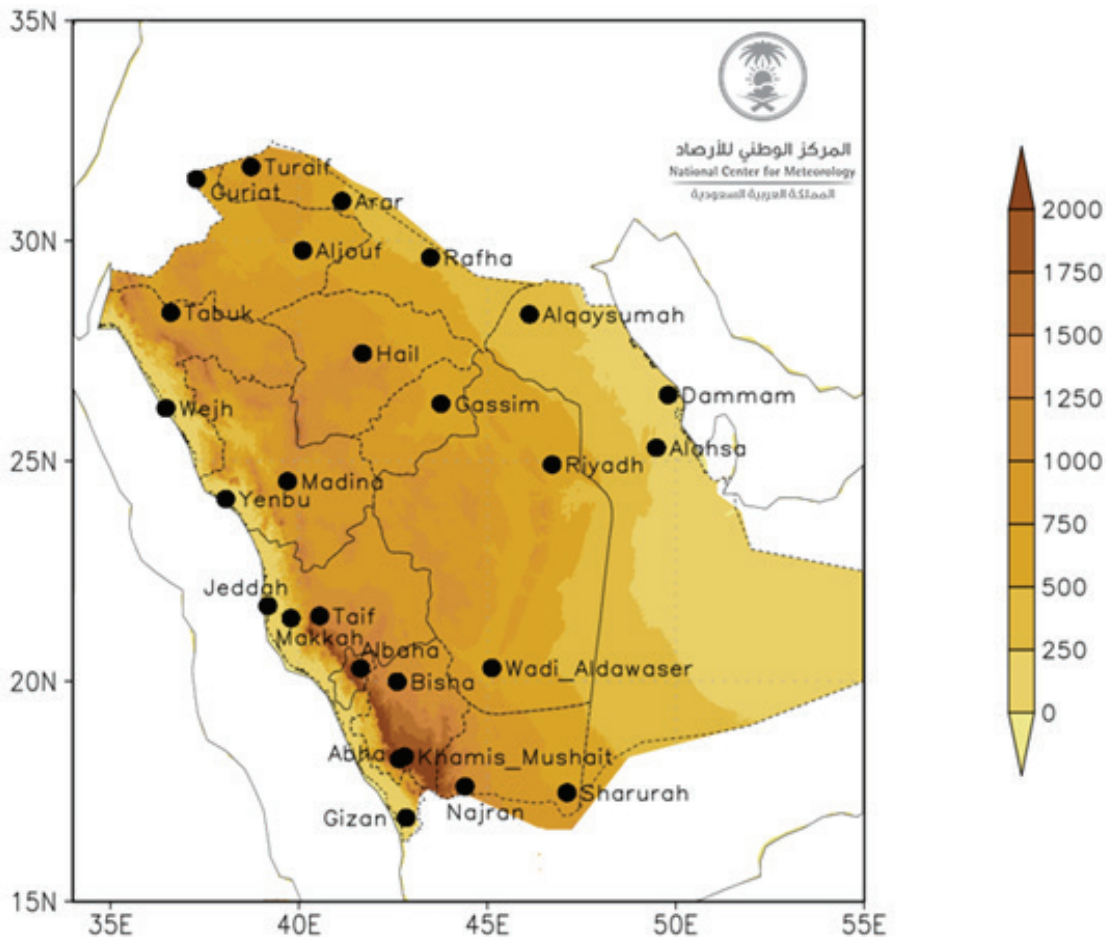 35N
30N
25N
20N
15N
35E
40E
45E
50E
55E
المركز الوطني للأرصاد
National Center for Meteorology
المملكة العربية السعودية
Turaif
Guriat
Arar
Aljouf
Rafha
Tabuk
Alqaysumah
Hail
Wejh
Gassim
Dammam
Alahsa
Riyadh
Madina
Yenbu
Jeddah
Taif
Makkah
Albaha
Bisha
Wadi_Aldawaser
Abha
Khamis_Mushait
Sharurah
Najran
Gizan
2000
1750
1500
1250
1000
750
500
250
0